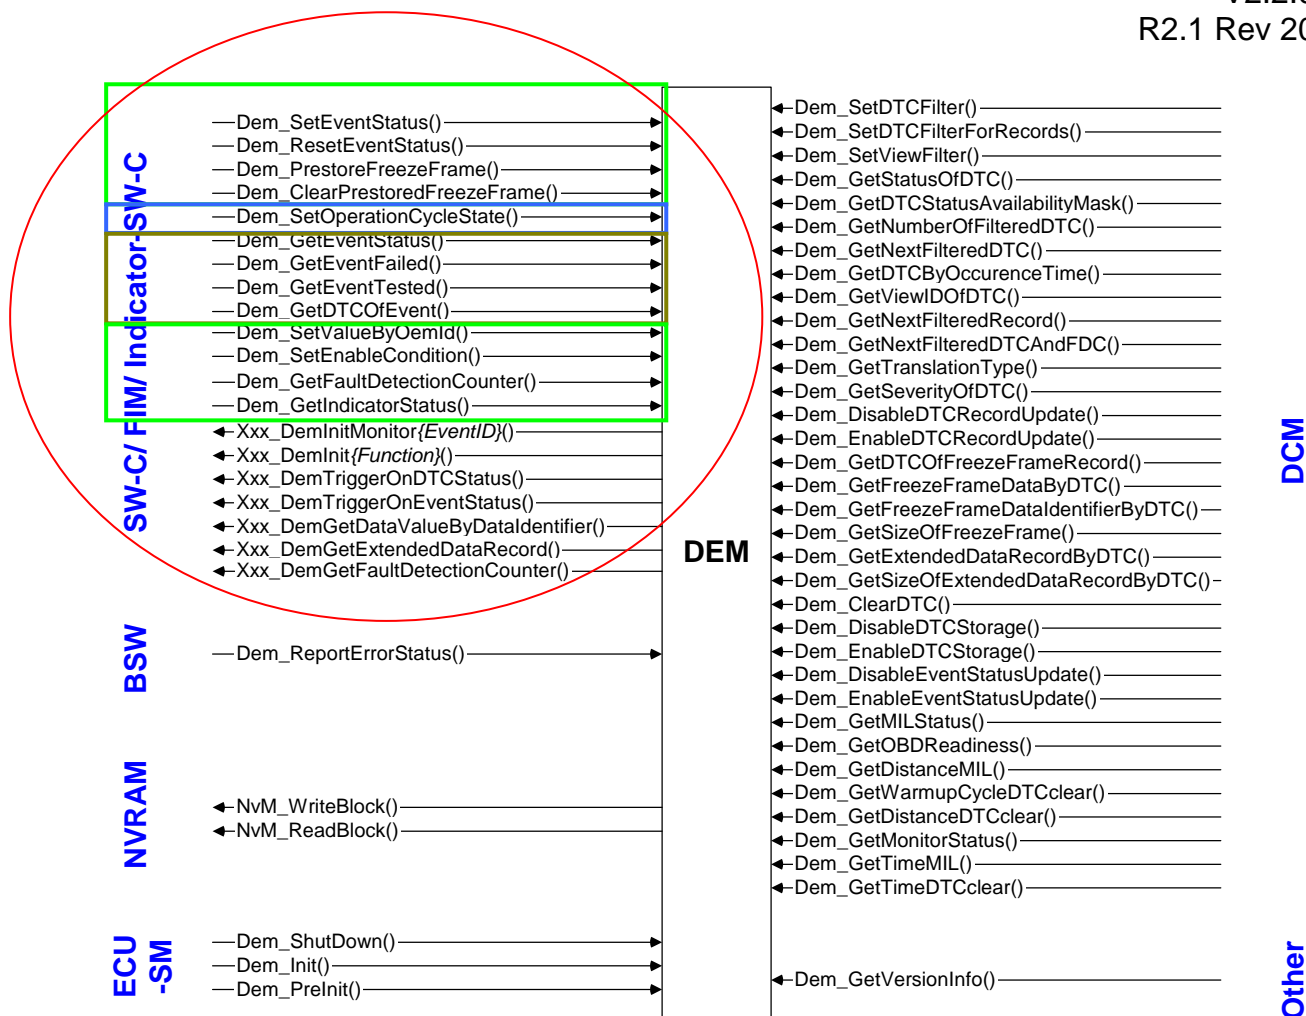 R2.1 Rev 20
SW-C/ FIM/ Indicator-SW-C
Dem_SetEventStatus()
Dem_ResetEventStatus()
Dem_PrestoreFreezeFrame()
Dem_ClearPrestoredFreezeFrame()
Dem_SetOperationCycleState()
Dem_GetEventStatus()
Dem_GetEventFailed()
Dem_GetEventTested()
Dem_GetDTCOfEvent()
Dem_SetValueByOemId()
Dem_SetEnableCondition()
Dem_GetFaultDetectionCounter()
Dem_GetIndicatorStatus()
Xxx_DemInitMonitor{EventID}()
Xxx_DemInit{Function}()
Xxx_DemTriggerOnDTCStatus()
Xxx_DemTriggerOnEventStatus()
Xxx_DemGetDataValueByDataIdentifier()
Xxx_DemGetExtendedDataRecord()
Xxx_DemGetFaultDetectionCounter()
BSW
Dem_ReportErrorStatus()
NVRAM
NvM_WriteBlock()
NvM_ReadBlock()
ECU
-SM
Dem_ShutDown()
Dem_Init()
Dem_PreInit()
DEM
Dem_SetDTCFilter()
Dem_SetDTCFilterForRecords()
Dem_SetViewFilter()
Dem_GetStatusOfDTC()
Dem_GetDTCStatusAvailabilityMask()
Dem_GetNumberOfFilteredDTC()
Dem_GetNextFilteredDTC()
Dem_GetDTCByOccurenceTime()
Dem_GetViewIDOfDTC()
Dem_GetNextFilteredRecord()
Dem_GetNextFilteredDTCAndFDC()
Dem_GetTranslationType()
Dem_GetSeverityOfDTC()
Dem_DisableDTCRecordUpdate()
Dem_EnableDTCRecordUpdate()
Dem_GetDTCOfFreezeFrameRecord()
Dem_GetFreezeFrameDataByDTC()
Dem_GetFreezeFrameDataIdentifierByDTC()
Dem_GetSizeOfFreezeFrame()
Dem_GetExtendedDataRecordByDTC()
Dem_GetSizeOfExtendedDataRecordByDTC()
Dem_ClearDTC()
Dem_DisableDTCStorage()
Dem_EnableDTCStorage()
Dem_DisableEventStatusUpdate()
Dem_EnableEventStatusUpdate()
Dem_GetMILStatus()
Dem_GetOBDReadiness()
Dem_GetDistanceMIL()
Dem_GetWarmupCycleDTCclear()
Dem_GetDistanceDTCclear()
Dem_GetMonitorStatus()
Dem_GetTimeMIL()
Dem_GetTimeDTCclear()
DCM
Dem_GetVersionInfo()
Other